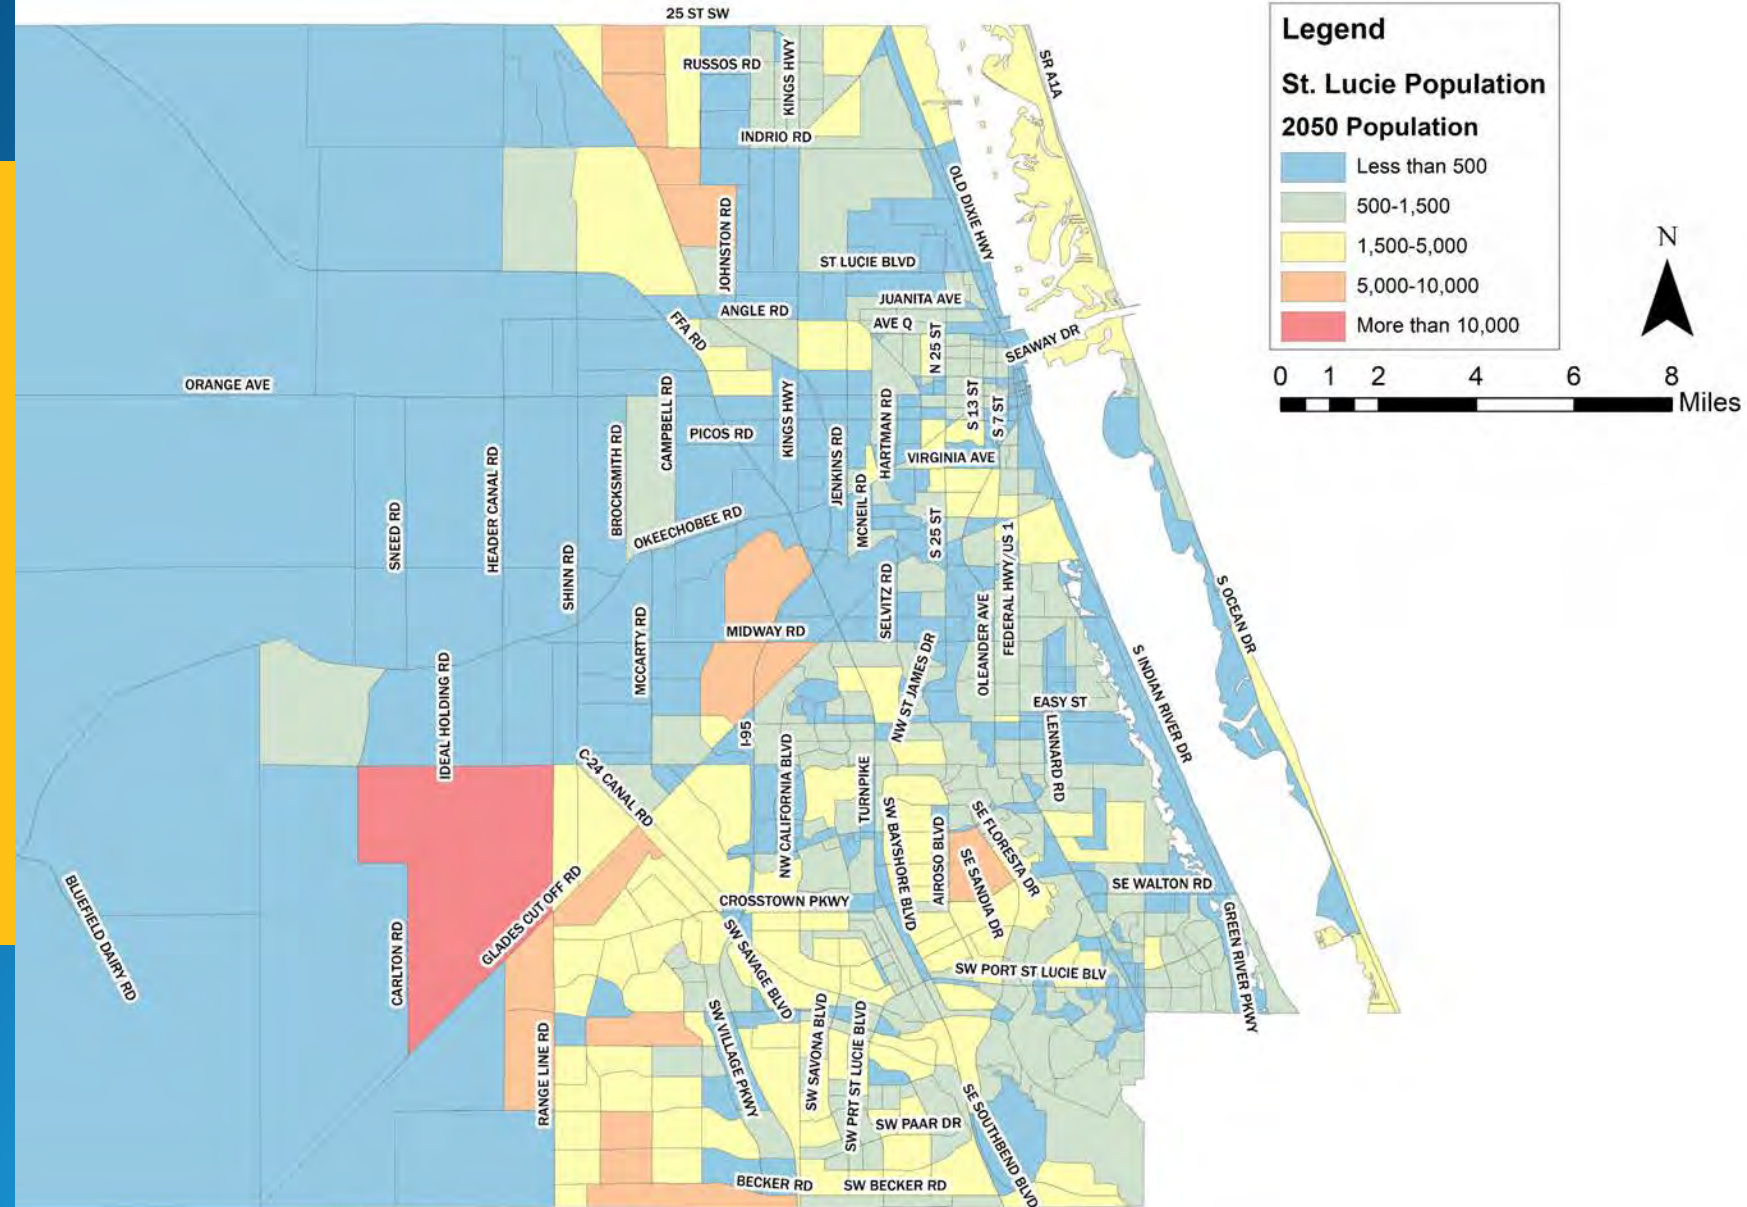 25 ST SW
RUSSOS RD
KINGS HWY
SR A1A
INDRIO RD
OLD DIXIE HWY
JOHNSTON RD
ST LUCIE BLVD
JUANITA AVE
ANGLE RD
AVE Q
FFA RD
N 25 ST
SEAWAY DR
ORANGE AVE
CAMPBELL RD
KINGS HWY
HARTMAN RD
S 13 ST
S 7 ST
PICOS RD
BROCKSMITH RD
JENKINS RD
VIRGINIA AVE
HEADER CANAL RD
MCNEIL RD
SNEED RD
OKEECHOBEE RD
S 25 ST
SHINN RD
FEDERAL HWY/US 1
SELVITZ RD
OLEANDER AVE
S OCEAN DR
MCCARTY RD
MIDWAY RD
NW ST JAMES DR
S INDIAN RIVER DR
IDEAL HOLDING RD
EASY ST
I-95
LENNARD RD
C-24 CANAL RD
NW CALIFORNIA BLVD
TURNPIKE
SW BAYSHORE BLVD
AIROSO BLVD
SE FLORESTA DR
SE SANDIA DR
SE WALTON RD
BLUEFIELD DAIRY RD
GLADES CUT OFF RD
CROSSTOWN PKWY
GREEN RIVER PKWY
CARLTON RD
SW SAVAGE BLVD
SW PORT ST LUCIE BLV
SW VILLAGE PKWY
SW SAVONA BLVD
SW PRT ST LUCIE BLVD
RANGE LINE RD
SW PAAR DR
SE SOUTHBEND BLVD
BECKER RD
SW BECKER RD
Legend
St. Lucie Population
2050 Population
Less than 500
500-1,500
1,500-5,000
5,000-10,000
More than 10,000
N
0 1 2 4 6 8
Miles